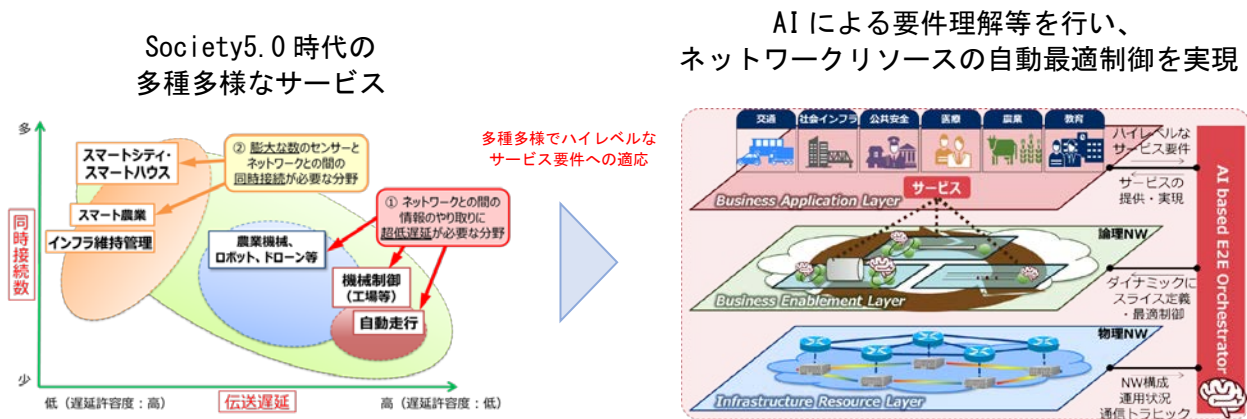 Society5.0時代の
多種多様なサービス
多
同時接続数
少
スマートシティ・
スマートハウス
スマート農業
インフラ維持管理
② 膨大な数のセンサーと
ネットワークとの間の
同時接続が必要な分野
① ネットワークとの間の
情報のやり取りに
超低遅延が必要な分野
農業機械、
ロボット、ドローン等
機械制御
（工場等）
自動走行
低（遅延許容度：高）
伝送遅延
高（遅延許容度：低）
多種多様でハイレベルな
サービス要件への適応
AIによる要件理解等を行い、
ネットワークリソースの自動最適制御を実現
交通
社会インフラ
公共安全
医療
農業
教育
サービス
Business Application Layer
論理NW
Business Enablement Layer
物理NW
Infrastructure Resource Layer
ハイレベルな
サービス要件
サービスの
提供・実現
ダイナミックに
スライス定義
・最適制御
NW構成
運用状況
通信トラミック
AI based E2E Orchestrator